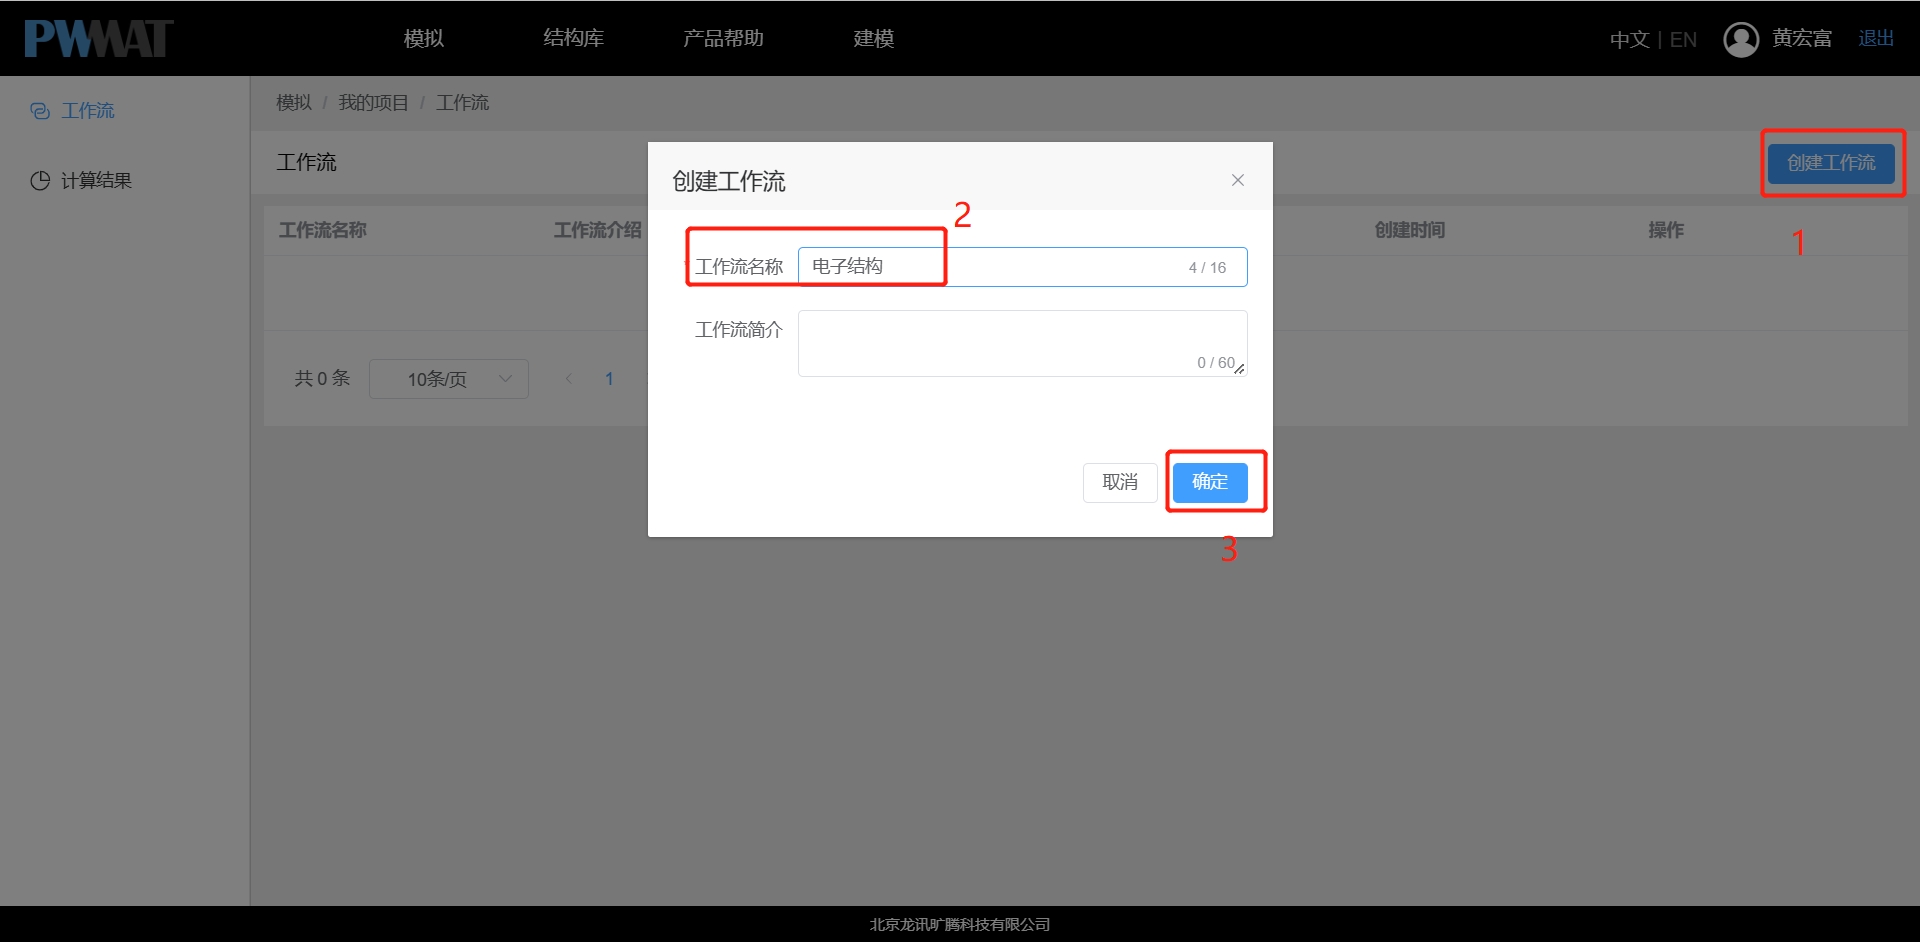 PWMAT
模拟
结构库
产品帮助
建模
中文 | EN
黄宏富
退出
工作流
计算结果
模拟 / 我的项目 / 工作流
工作流
创建工作流
1
工作流名称
工作流介绍
创建时间
操作
共 0 条
10条/页
1
创建工作流
2
工作流名称
电子结构
4 / 16
工作流简介
0 / 60
取消
确定
3
北京龙讯旷腾科技有限公司